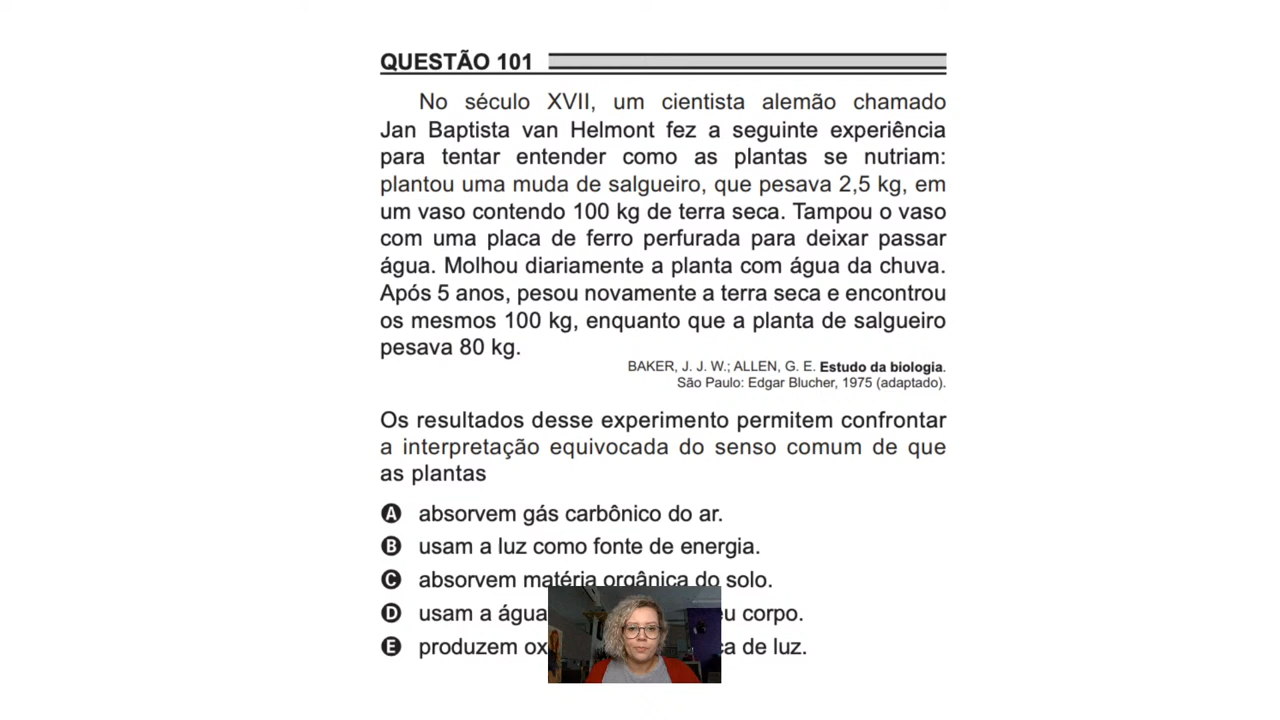 QUESTÃO 101
No século XVII, um cientista alemão chamado
Jan Baptista van Helmont fez a seguinte experiência
para tentar entender como as plantas se nutriam:
plantou uma muda de salgueiro, que pesava 2,5 kg, em
um vaso contendo 100 kg de terra seca. Tampou o vaso
com uma placa de ferro perfurada para deixar passar
água. Molhou diariamente a planta com água da chuva.
Após 5 anos, pesou novamente a terra seca e encontrou
os mesmos 100 kg, enquanto que a planta de salgueiro
pesava 80 kg.
BAKER, J. J. W.; ALLEN, G. E. Estudo da biologia.
São Paulo: Edgar Blucher, 1975 (adaptado).
Os resultados desse experimento permitem confrontar
a interpretação equivocada do senso comum de que
as plantas
A absorvem gás carbônico do ar.
B usam a luz como fonte de energia.
C absorvem matéria orgânica do solo.
D usam a água corpo.
E produzem de luz.